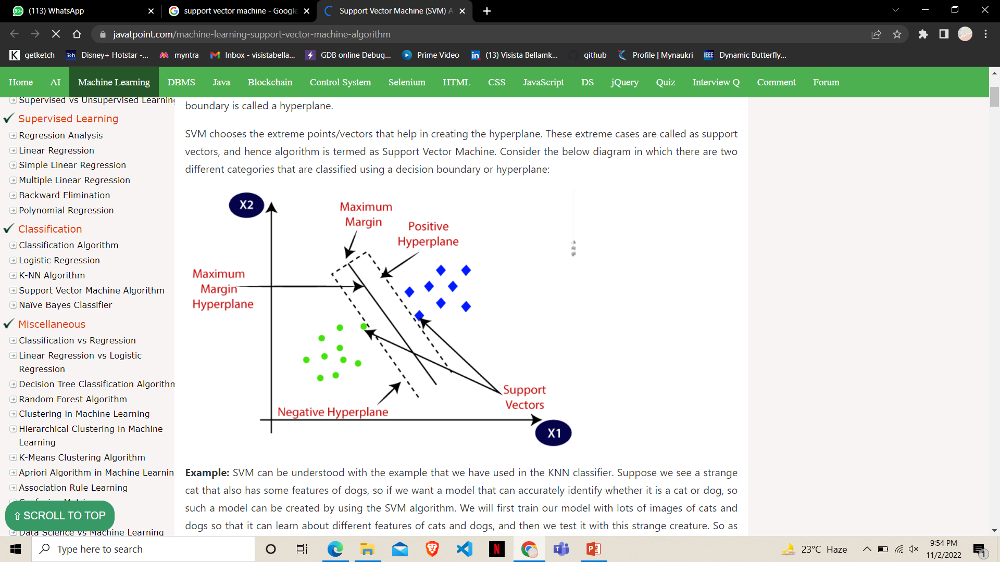 (113) WhatsApp
support vector machine - Google
Support Vector Machine (SVM) A
javatpoint.com/machine-learning-support-vector-machine-algorithm
getketch
Disney+ Hotstar -...
myntra
Inbox - visistabella...
GDB online Debug...
Prime Video
(13) Visista Bellamk...
github
Profile | Mynaukri
Dynamic Butterfly...
Home
AI
Machine Learning
DBMS
Java
Blockchain
Control System
Selenium
HTML
CSS
JavaScript
DS
jQuery
Quiz
Interview Q
Comment
Forum
Supervised vs Unsupervised Learning
Supervised Learning
Regression Analysis
Linear Regression
Simple Linear Regression
Multiple Linear Regression
Backward Elimination
Polynomial Regression
Classification
Classification Algorithm
Logistic Regression
K-NN Algorithm
Support Vector Machine Algorithm
Naïve Bayes Classifier
Miscellaneous
Classification vs Regression
Linear Regression vs Logistic
Regression
Decision Tree Classification Algorithm
Random Forest Algorithm
Clustering in Machine Learning
Hierarchical Clustering in Machine
Learning
K-Means Clustering Algorithm
Apriori Algorithm in Machine Learnin
Association Rule Learning
⇧ SCROLL TO TOP
Data Science vs Machine Learning
boundary is called a hyperplane.
SVM chooses the extreme points/vectors that help in creating the hyperplane. These extreme cases are called as support
vectors, and hence algorithm is termed as Support Vector Machine. Consider the below diagram in which there are two
different categories that are classified using a decision boundary or hyperplane:
X2
Maximum
Margin
Positive
Hyperplane
Maximum
Margin
Hyperplane
Support
Vectors
Negative Hyperplane
X1
Example: SVM can be understood with the example that we have used in the KNN classifier. Suppose we see a strange
cat that also has some features of dogs, so if we want a model that can accurately identify whether it is a cat or dog, so
such a model can be created by using the SVM algorithm. We will first train our model with lots of images of cats and
dogs so that it can learn about different features of cats and dogs, and then we test it with this strange creature. So as
Type here to search
23°C Haze
9:54 PM
11/2/2022
1